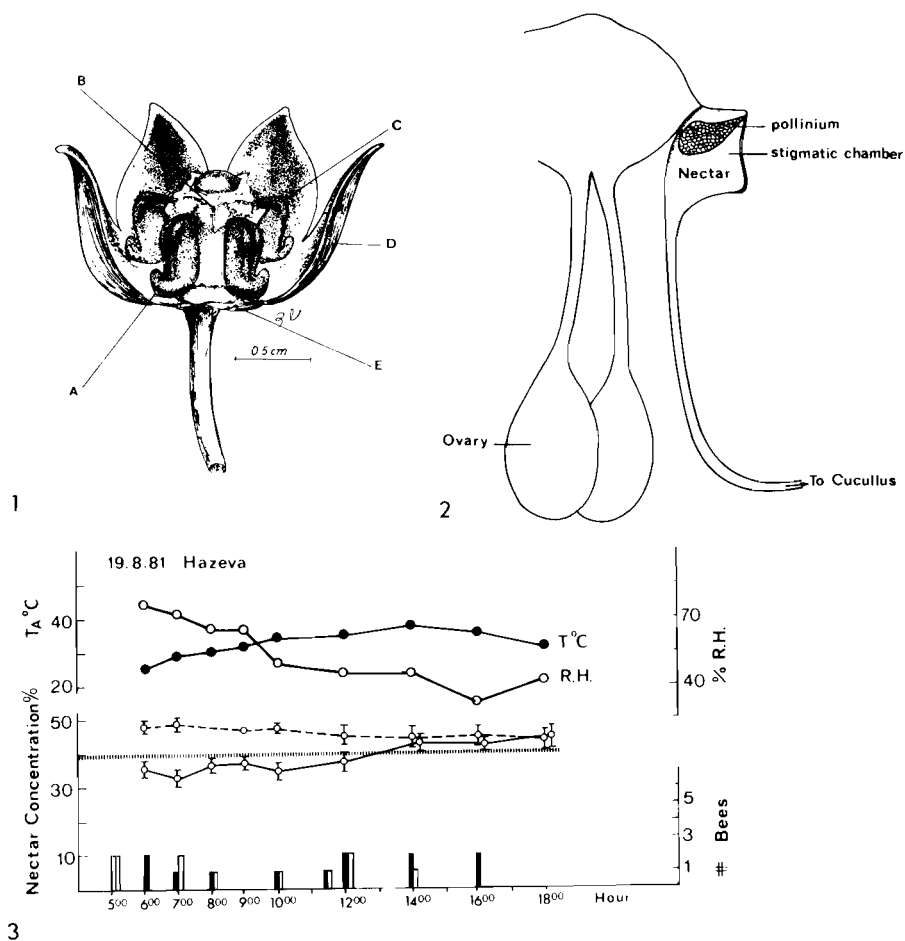 B
C
D
05 cm
A
E
1
pollinium
stigmatic chamber
Nectar
Ovary
To Cucullus
2
19.8.81 Hazeva
TA °C
40
20
T°C
R.H.
70
40
% R.H.
Nectar Concentration%
50
30
10
5
3
1
# Bees
5⁰⁰ 6⁰⁰ 7⁰⁰ 8⁰⁰ 9⁰⁰ 10⁰⁰ 12⁰⁰ 14⁰⁰ 16⁰⁰ 18⁰⁰ Hour
3